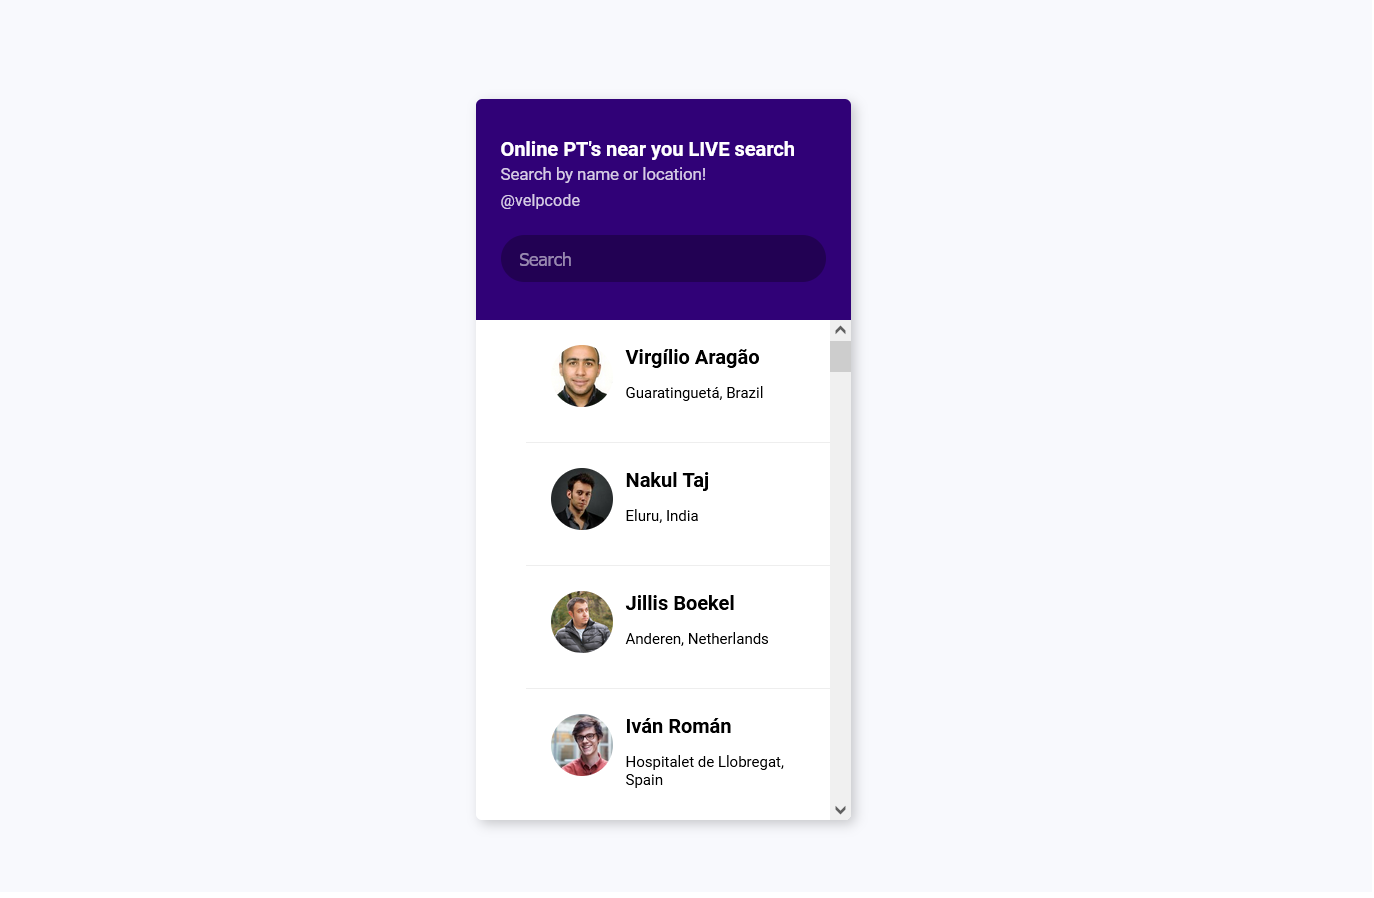 Online PT's near you LIVE search
Search by name or location!
@velpcode
Search
Virgílio Aragão
Guaratinguetá, Brazil
Nakul Taj
Eluru, India
Jillis Boekel
Anderen, Netherlands
Iván Román
Hospitalet de Llobregat,
Spain